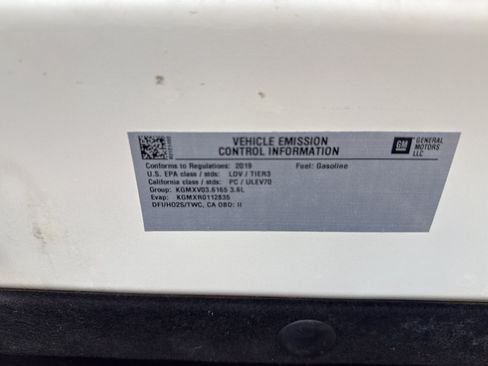 VEHICLE EMISSION
CONTROL INFORMATION
GM
GENERAL
MOTORS
LLC
Conforms to Regulations: 2019 Fuel: Gasoline
U.S. EPA class / stds: LDV / TIER3
California class / stds: PC / ULEV70
Group: KGMXV03.6165 3.6L
Evap: KGMXR0112835
DFI/HO2S/TWC, CA OBD: II